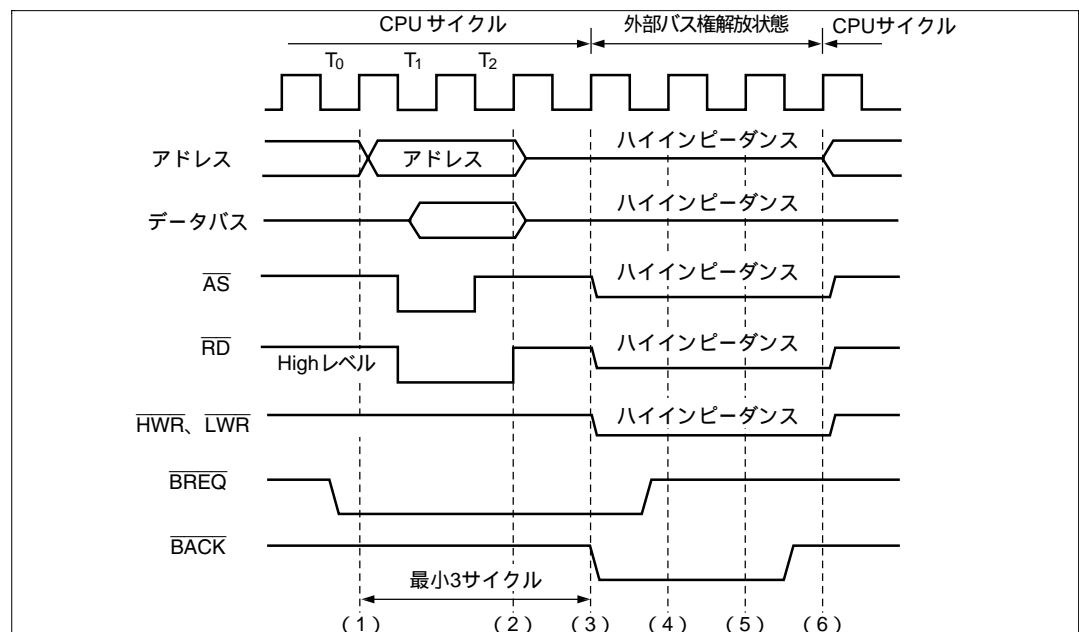 CPU サイクル 外部バス権解放状態 CPUサイクル
T0 T1 T2
アドレス アドレス ハイインピーダンス
データバス ハイインピーダンス
AS ハイインピーダンス
RD Highレベル ハイインピーダンス
HWR、LWR ハイインピーダンス
BREQ
BACK
最小3サイクル
(1) (2) (3) (4) (5) (6)